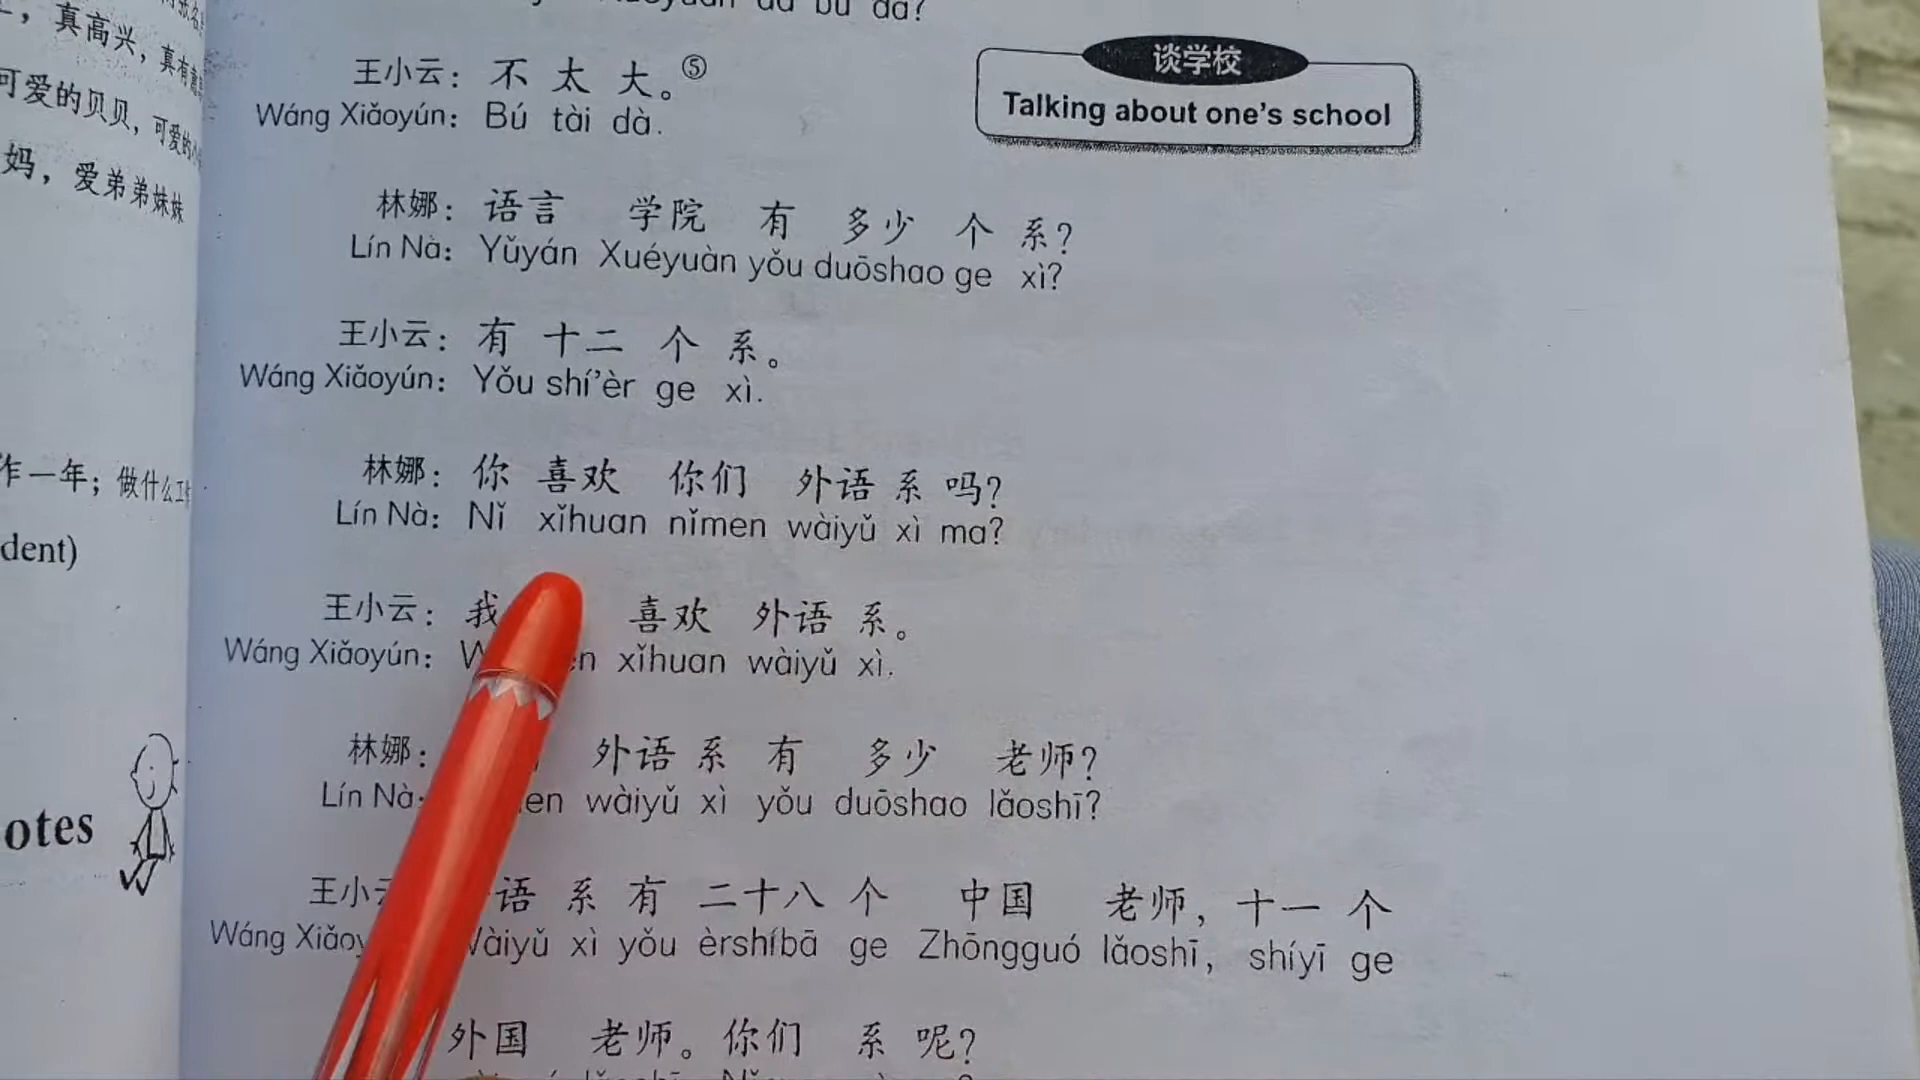 真高兴，真有
可爱的贝贝，可爱的小
妈，爱弟弟妹妹
作一年；做什么工
dent)
otes
bù dà?
王小云：不 太 大。⑤
Wáng Xiǎoyún: Bú tài dà.
谈学校
Talking about one's school
林娜：语言 学院 有 多少 个 系？
Lín Nà: Yǔyán Xuéyuàn yǒu duōshao ge xì?
王小云：有 十二 个 系。
Wáng Xiǎoyún: Yǒu shí'èr ge xì.
林娜：你 喜欢 你们 外语 系 吗？
Lín Nà: Nǐ xǐhuan nǐmen wàiyǔ xì ma?
王小云：我 喜欢 外语 系。
Wáng Xiǎoyún: W en xǐhuan wàiyǔ xì.
林娜： 外语 系 有 多少 老师？
Lín Nà: en wàiyǔ xì yǒu duōshao lǎoshī?
王小云 语 系 有 二十八 个 中国 老师，十一 个
Wáng Xiǎoy Wàiyǔ xì yǒu èrshíbā ge Zhōngguó lǎoshī, shíyī ge
外国 老师。你们 系 呢？